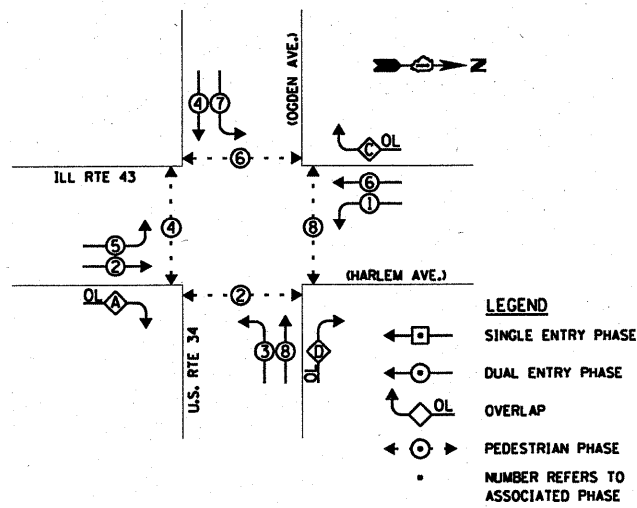 (OGDEN AVE.)
N
4 7
C OL
6
ILL RTE 43
6
1
4
8
5
2
(HARLEM AVE.)
OL A
2
U.S. RTE 34
3 8 D
OL
LEGEND
SINGLE ENTRY PHASE
DUAL ENTRY PHASE
OL
OVERLAP
PEDESTRIAN PHASE
NUMBER REFERS TO
ASSOCIATED PHASE